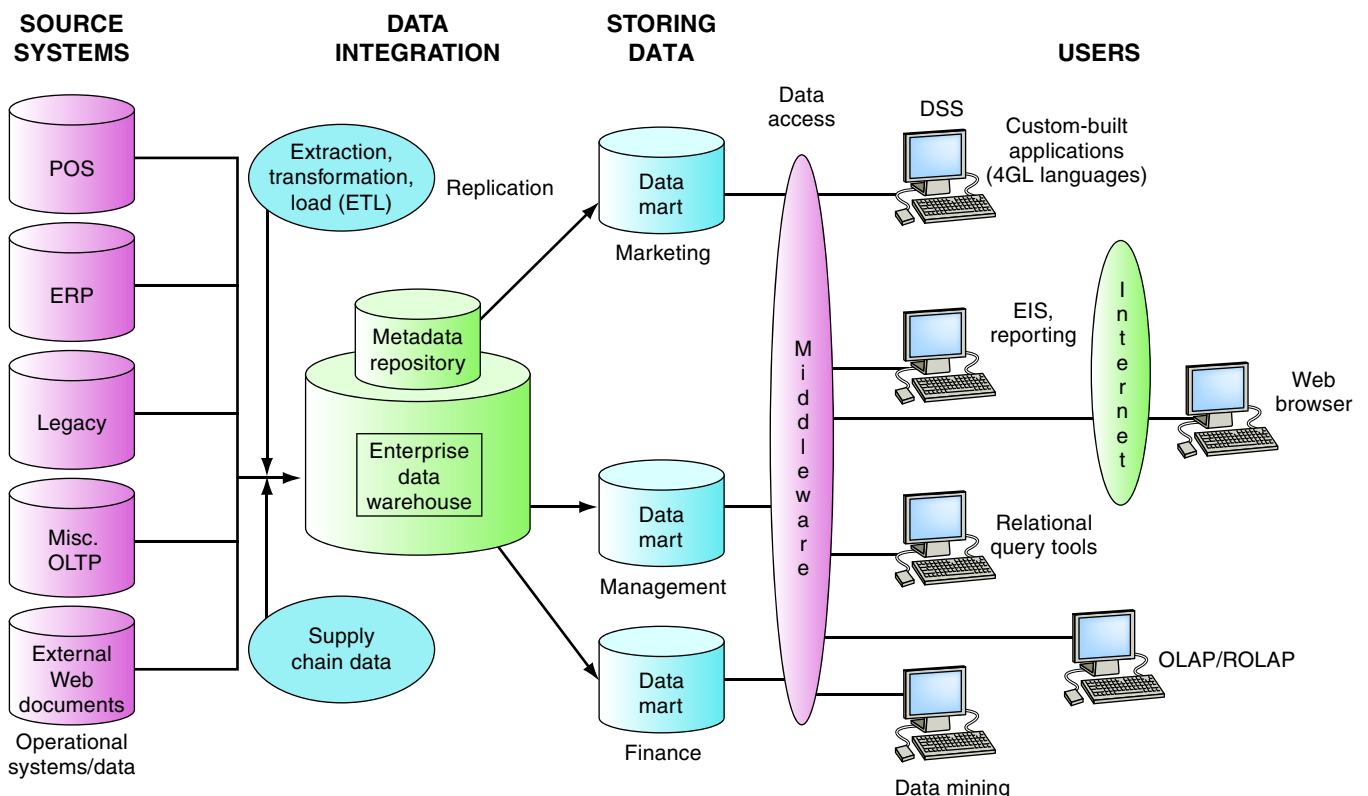 SOURCE
SYSTEMS
DATA
INTEGRATION
STORING
DATA
USERS
POS
ERP
Legacy
Misc.
OLTP
External
Web
documents
Operational
systems/data
Extraction,
transformation,
load (ETL)
Replication
Metadata
repository
Enterprise
data
warehouse
Supply
chain data
Data
mart
Marketing
Data
mart
Management
Data
mart
Finance
Data
access
Middleware
DSS
Custom-built
applications
(4GL languages)
EIS,
reporting
Internet
Web
browser
Relational
query tools
OLAP/ROLAP
Data mining